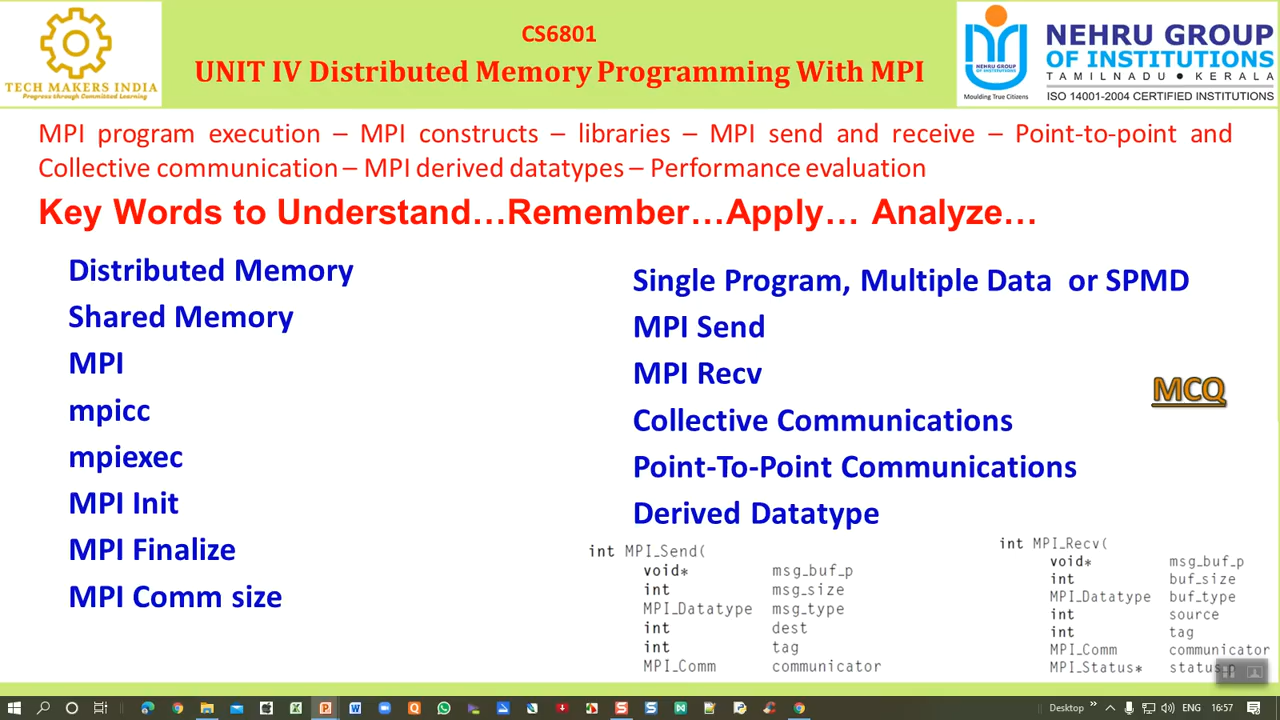 CS6801
UNIT IV Distributed Memory Programming With MPI
TECH MAKERS INDIA
Progress through Committed Learning
NEHRU GROUP
OF INSTITUTIONS
TAMILNADU ● KERALA
ISO 14001-2004 CERTIFIED INSTITUTIONS
NEHRU GROUP
OF INSTITUTIONS
Moulding True Citizens
MPI program execution – MPI constructs – libraries – MPI send and receive – Point-to-point and
Collective communication – MPI derived datatypes – Performance evaluation
Key Words to Understand…Remember…Apply… Analyze…
Distributed Memory
Shared Memory
MPI
mpicc
mpiexec
MPI Init
MPI Finalize
MPI Comm size
Single Program, Multiple Data or SPMD
MPI Send
MPI Recv
Collective Communications
Point-To-Point Communications
Derived Datatype
MCQ
int MPI_Send(
void* msg_buf_p
int msg_size
MPI_Datatype msg_type
int dest
int tag
MPI_Comm communicator
int MPI_Recv(
void* msg_buf_p
int buf_size
MPI_Datatype buf_type
int source
int tag
MPI_Comm communicator
MPI_Status* status_p
Desktop
ENG
16:57